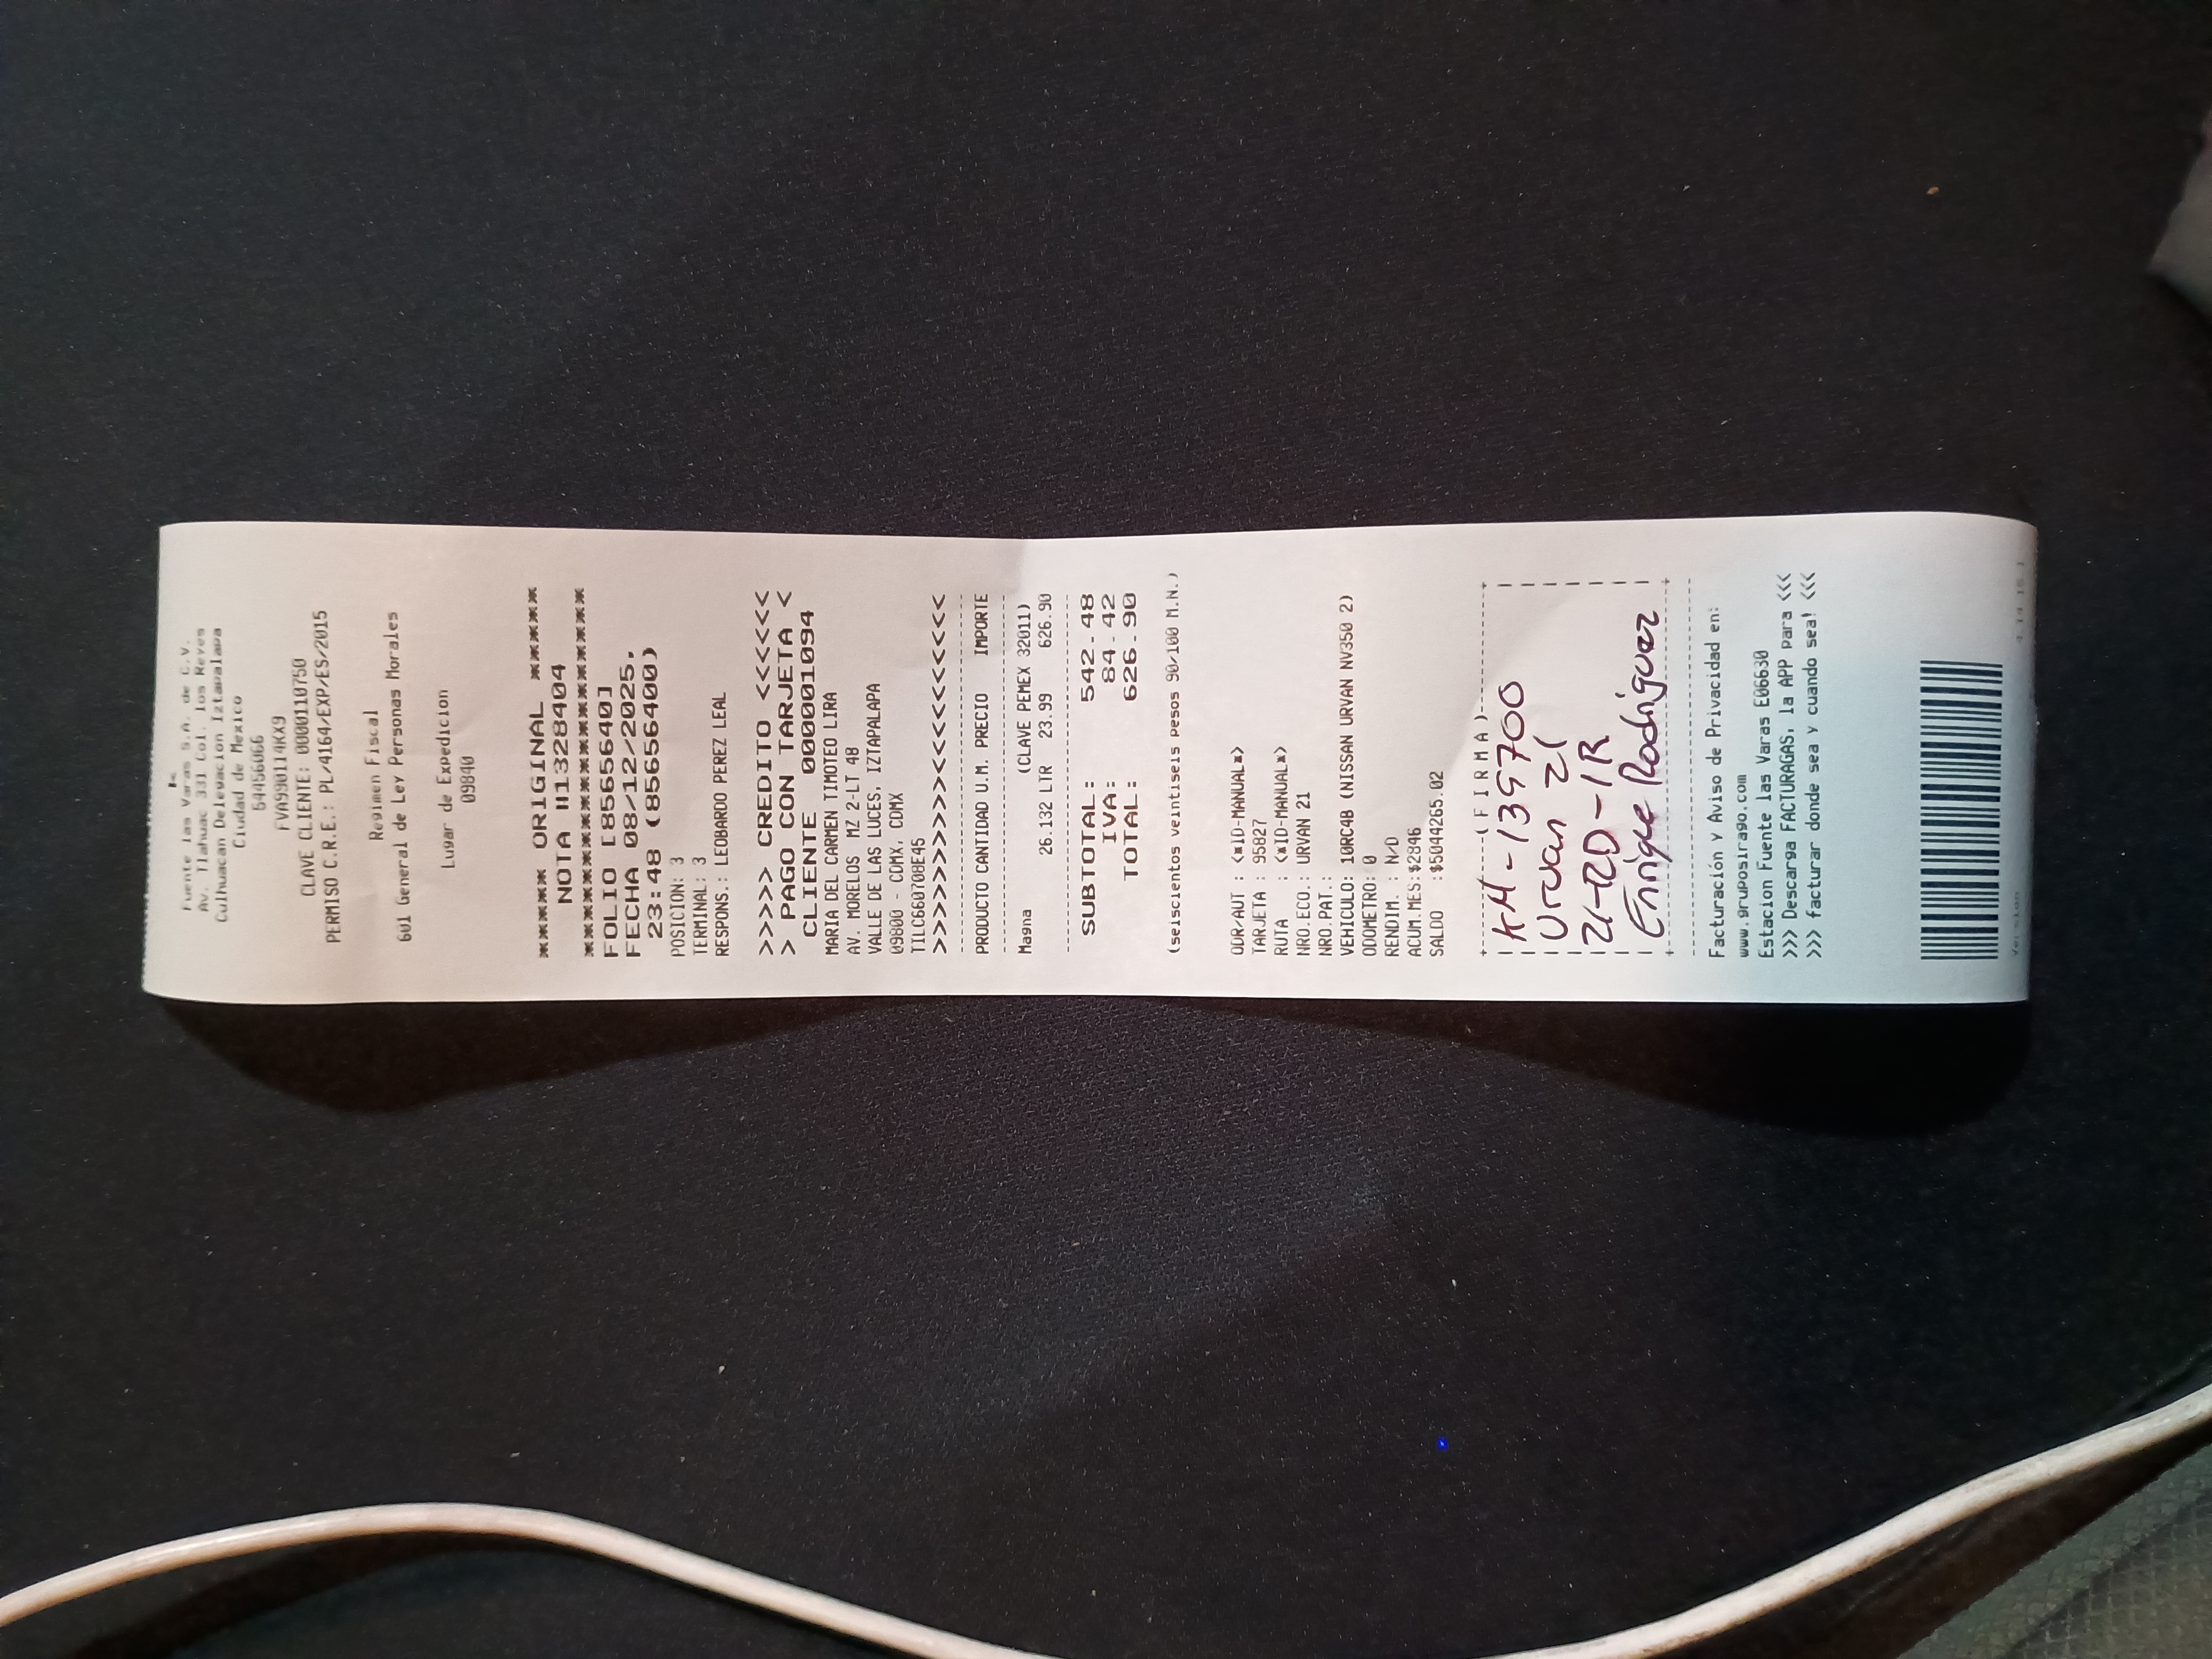 Fuente las Varas S.A. de C.V.
Av. Tlahuac 331 Col. los Reyes
Culhuacan Delegacion Iztapalapa
Ciudad de Mexico
54456066
FVA990114KX9
CLAVE CLIENTE: 0000110750
PERMISO C.R.E.: PL/4164/EXP/ES/2015
Regimen Fiscal
601 General de Ley Personas Morales
Lugar de Expedicion
09840
***** ORIGINAL *****
NOTA #1328404
**********************
FOLIO [8565640]
FECHA 08/12/2025,
23:48 (85656400)
POSICION: 3
TERMINAL: 3
RESPONS.: LEOBARDO PEREZ LEAL
>>>>> CREDITO <<<<<<
> PAGO CON TARJETA <
CLIENTE 0000001094
MARIA DEL CARMEN TIMOTEO LIRA
AV. MORELOS MZ 2-LT 48
VALLE DE LAS LUCES, IZTAPALAPA
09800 - CDMX, CDMX
TILC660708E45
>>>>>>>>>>><<<<<<<<<<<
PRODUCTO CANTIDAD U.M. PRECIO IMPORTE
Magna (CLAVE PEMEX 32011)
26.132 LTR 23.99 626.90
SUBTOTAL: 542.48
IVA: 84.42
TOTAL: 626.90
(seiscientos veintiseis Pesos 90/100 M.N.)
ODR/AUT : <*ID-MANUAL*>
TARJETA : 95827
RUTA : <*ID-MANUAL*>
NRO.ECO.: URVAN 21
NRO.PAT.:
VEHICULO: 10RC4B (NISSAN URVAN NV350 2)
ODOMETRO: 0
RENDIM. : N/D
ACUM.MES:$2846
SALDO :$5044265.02
(F I R M A)
KM-139700
Urvan 21
21-RD-1R
Enrique Rodriguez
Facturación y Aviso de Privacidad en:
www.gruposirago.com
Estacion Fuente las Varas E06630
>>> Descarga FACTURAGAS, la APP para <<<
>>> facturar donde sea y cuando sea! <<<
Version